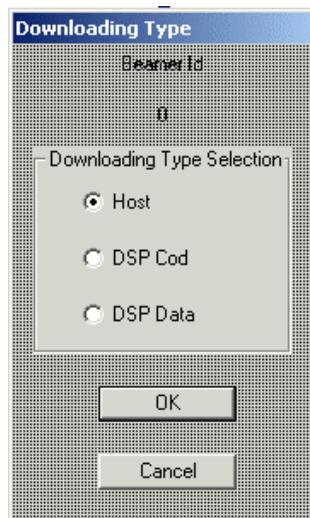 Downloading Type
Beamer Id
0
Downloading Type Selection
Host
DSP Cod
DSP Data
OK
Cancel